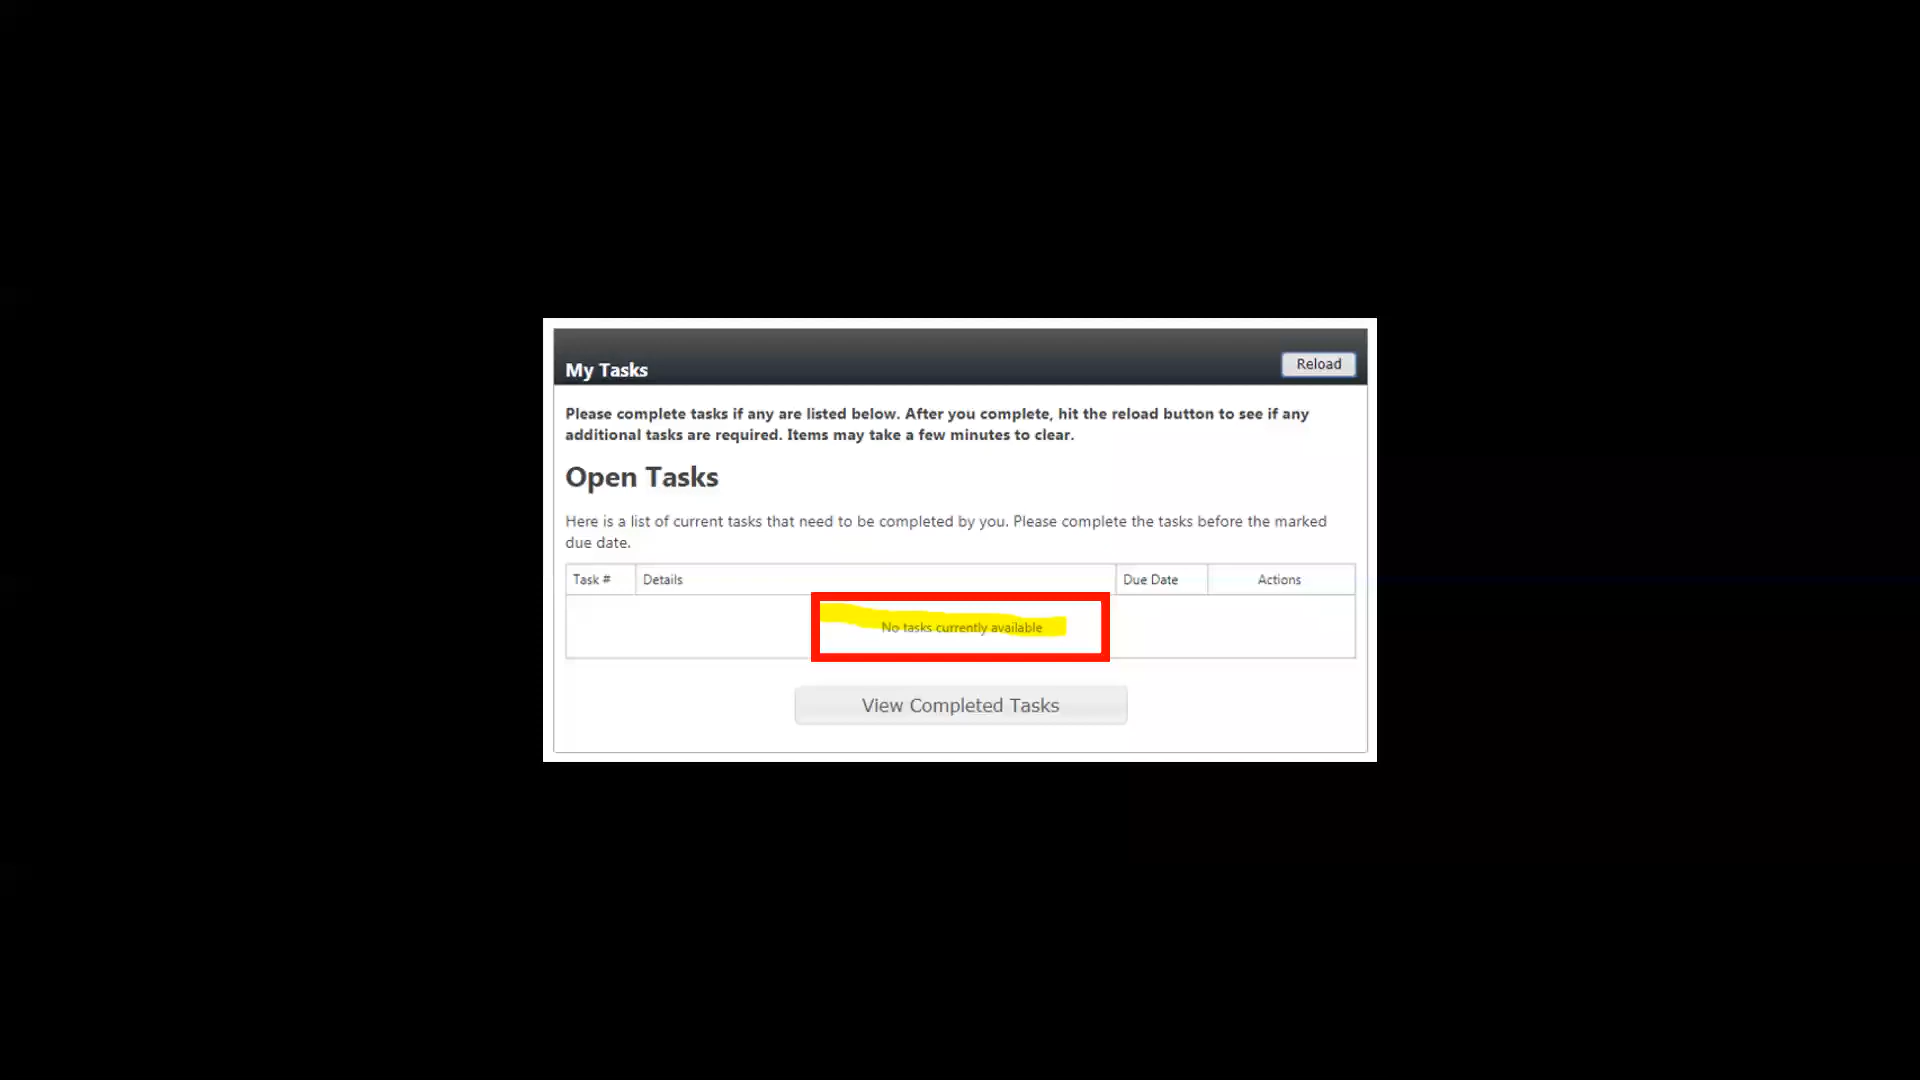 My Tasks
Reload
Please complete tasks if any are listed below. After you complete, hit the reload button to see if any
additional tasks are required. Items may take a few minutes to clear.
Open Tasks
Here is a list of current tasks that need to be completed by you. Please complete the tasks before the marked
due date.
Task # Details Due Date Actions
No tasks currently available
View Completed Tasks